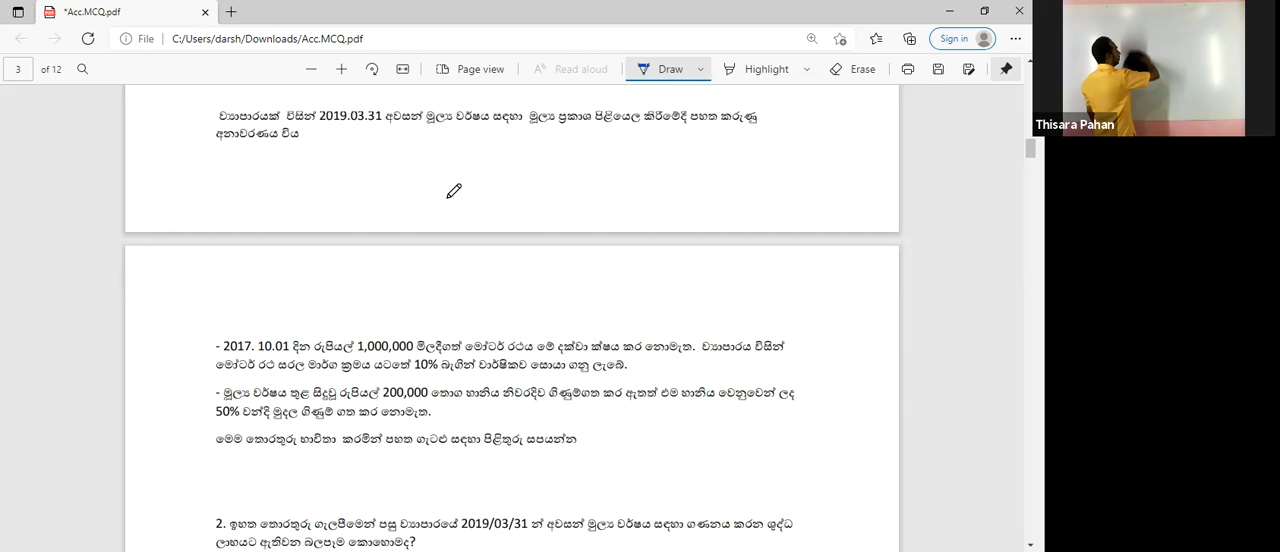 *Acc.MCQ.pdf
File C:/Users/darsh/Downloads/Acc.MCQ.pdf Sign in
3 of 12 Page view Read aloud Draw Highlight Erase
Thisara Pahan
ව්‍යාපාරයක් විසින් 2019.03.31 අවසන් මූල්‍ය වර්ෂය සඳහා මූල්‍ය ප්‍රකාශ පිළියෙල කිරීමේදී පහත කරුණු
අනාවරණය විය
- 2017. 10.01 දින රුපියල් 1,000,000 මිලදීගත් මෝටර් රථය මේ දක්වා ක්ෂය කර නොමැත. ව්‍යාපාරය විසින්
මෝටර් රථ සරල මාර්ග ක්‍රමය යටතේ 10% බැගින් වාර්ෂිකව සොයා ගනු ලැබේ.
- මූල්‍ය වර්ෂය තුළ සිදුවූ රුපියල් 200,000 තොග හානිය නිවරදිව ගිණුම්ගත කර ඇතත් එම හානිය වෙනුවෙන් ලද
50% වන්දි මුදල ගිණුම් ගත කර නොමැත.
මෙම තොරතුරු භාවිතා කරමින් පහත ගැටළු සඳහා පිළිතුරු සපයන්න
2. ඉහත තොරතුරු ගැලපීමෙන් පසු ව්‍යාපාරයේ 2019/03/31 න් අවසන් මුල්‍ය වර්ෂය සඳහා ගණනය කරන ශුද්ධ
ලාභයට ඇතිවන බලපෑම කොහොමද?